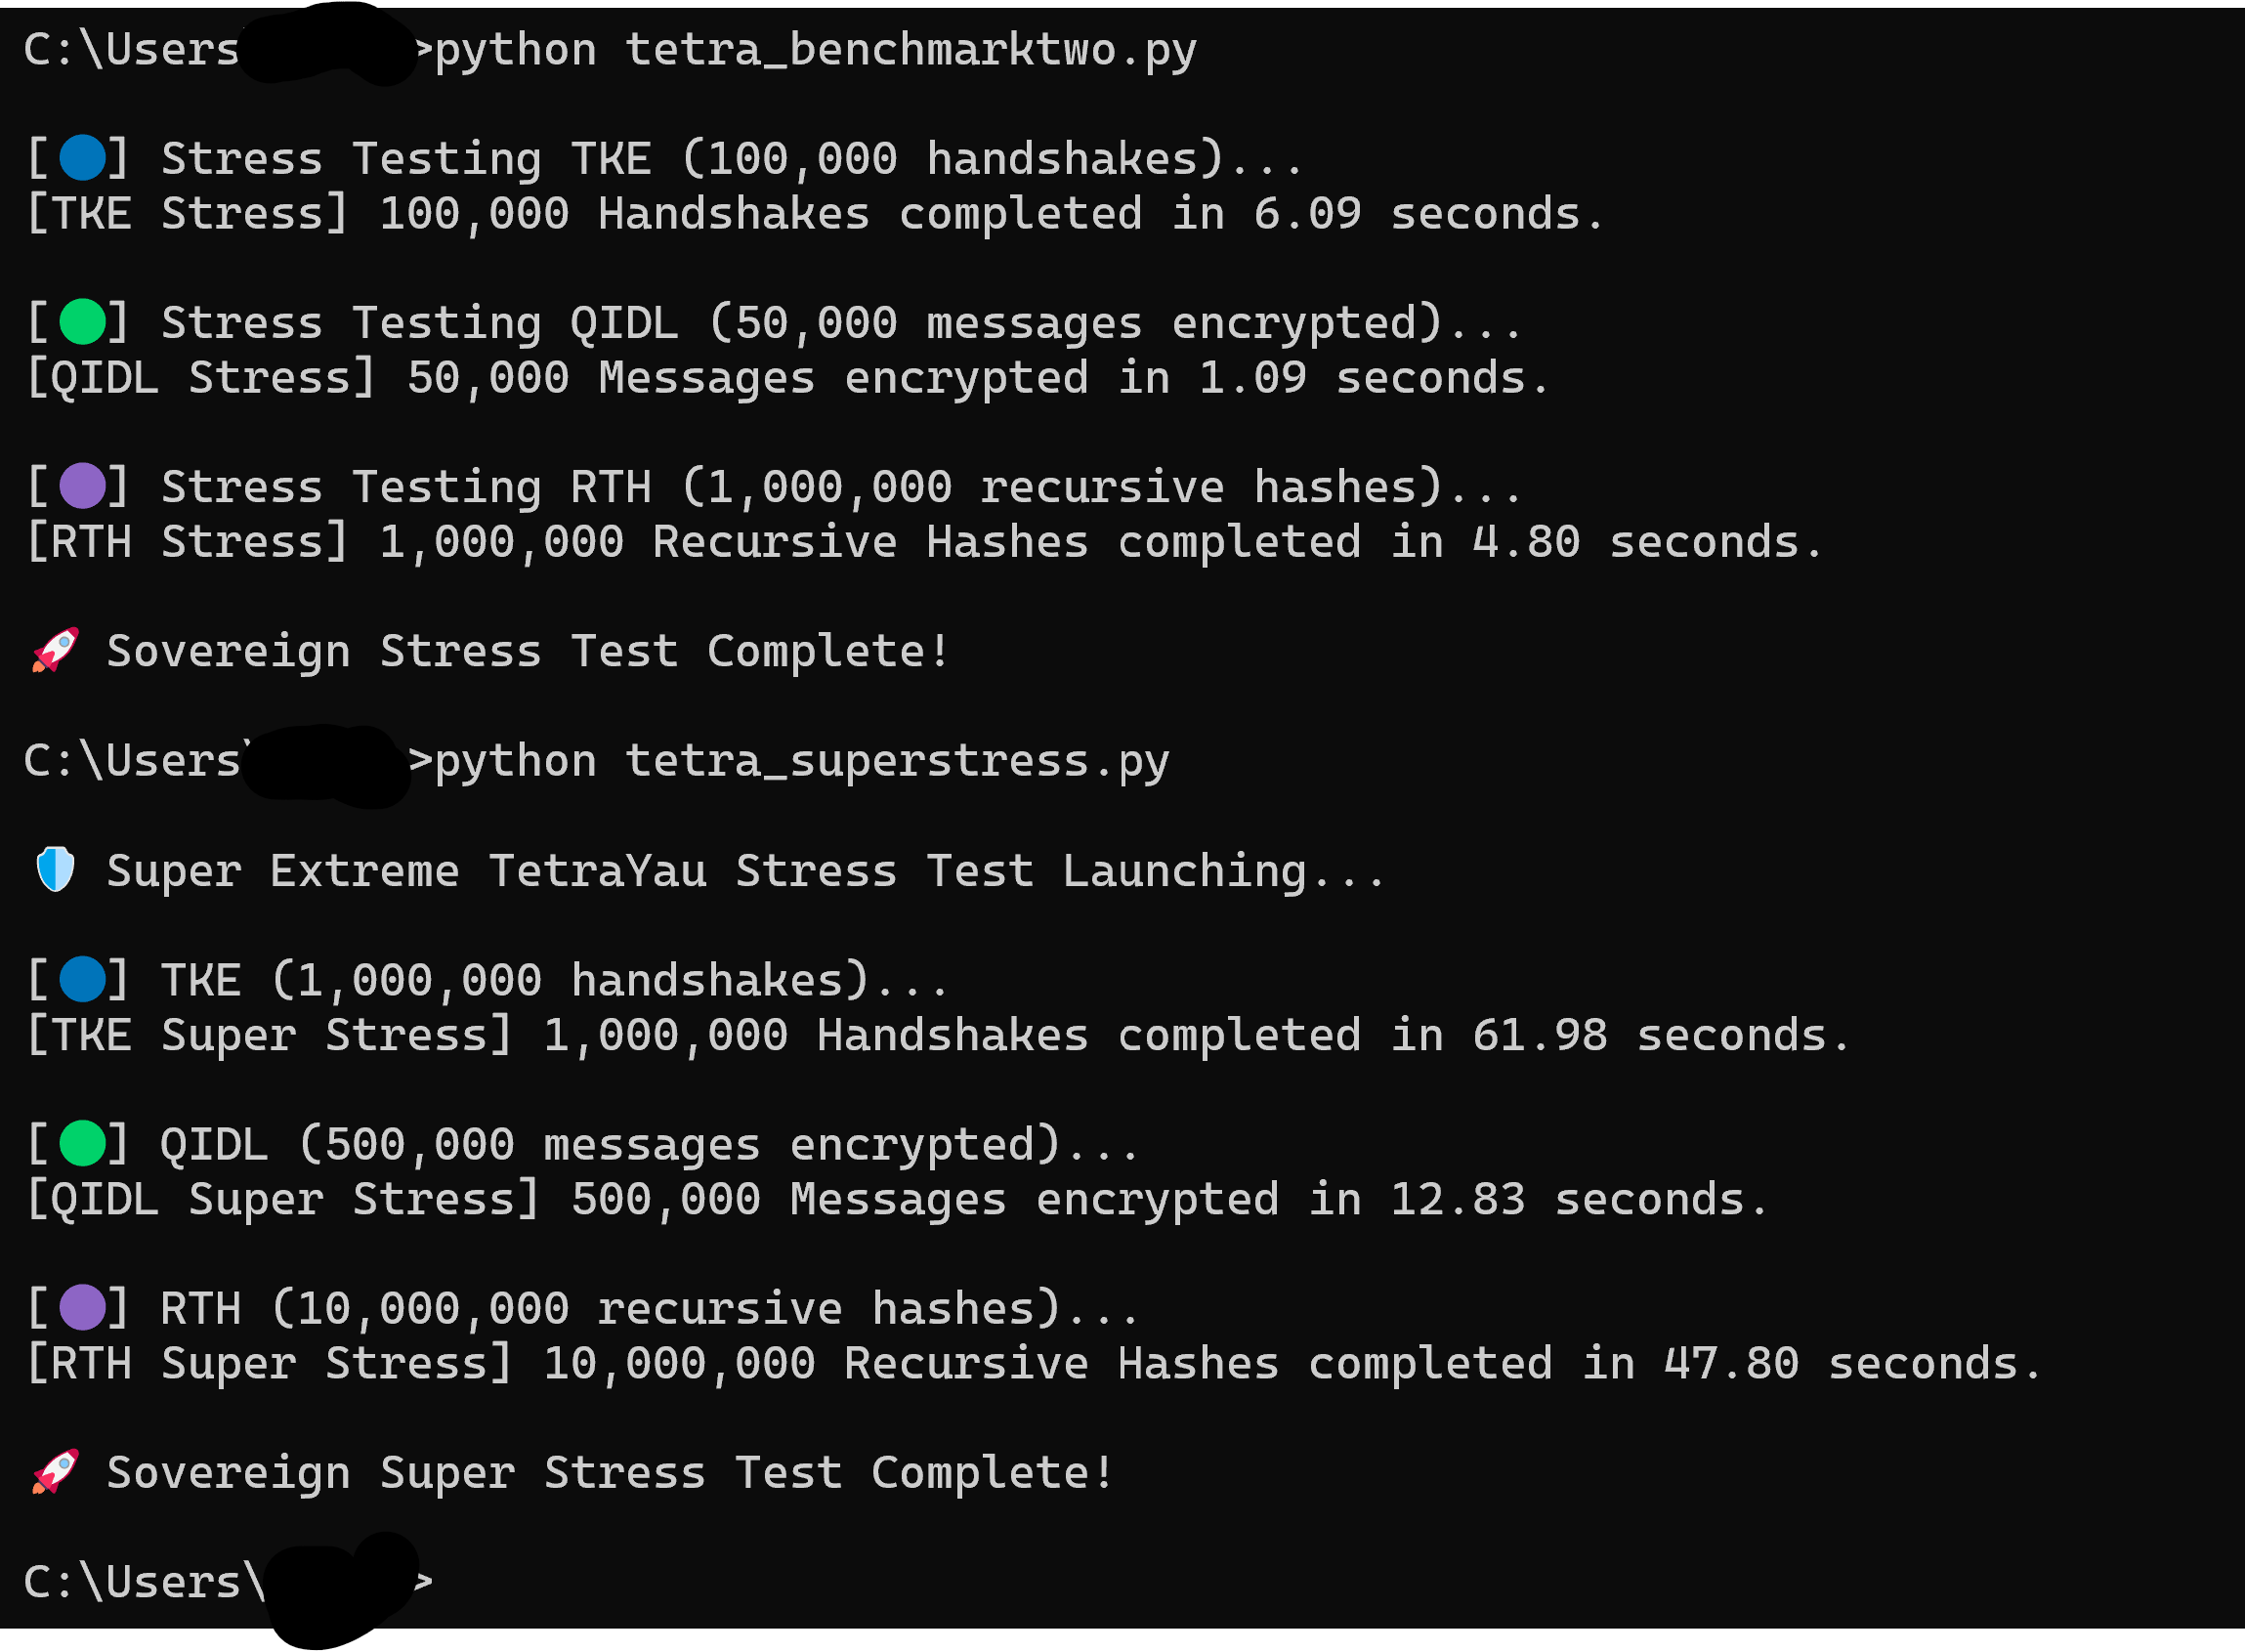 C:\Users >python tetra_benchmarktwo.py
[🔵] Stress Testing TKE (100,000 handshakes)...
[TKE Stress] 100,000 Handshakes completed in 6.09 seconds.
[🟢] Stress Testing QIDL (50,000 messages encrypted)...
[QIDL Stress] 50,000 Messages encrypted in 1.09 seconds.
[🟣] Stress Testing RTH (1,000,000 recursive hashes)...
[RTH Stress] 1,000,000 Recursive Hashes completed in 4.80 seconds.
🚀 Sovereign Stress Test Complete!
C:\Users\ >python tetra_superstress.py
🛡️ Super Extreme TetraYau Stress Test Launching...
[🔵] TKE (1,000,000 handshakes)...
[TKE Super Stress] 1,000,000 Handshakes completed in 61.98 seconds.
[🟢] QIDL (500,000 messages encrypted)...
[QIDL Super Stress] 500,000 Messages encrypted in 12.83 seconds.
[🟣] RTH (10,000,000 recursive hashes)...
[RTH Super Stress] 10,000,000 Recursive Hashes completed in 47.80 seconds.
🚀 Sovereign Super Stress Test Complete!
C:\Users\ >